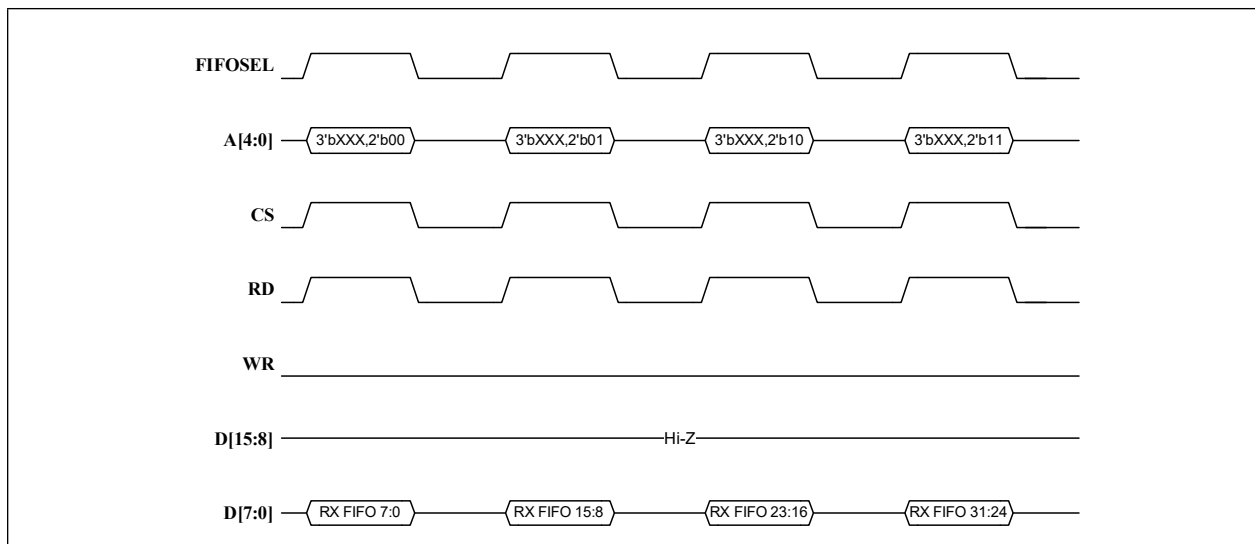 FIFOSEL
A[4:0] 3'bXXX,2'b00 3'bXXX,2'b01 3'bXXX,2'b10 3'bXXX,2'b11
CS
RD
WR
D[15:8] Hi-Z
D[7:0] RX FIFO 7:0 RX FIFO 15:8 RX FIFO 23:16 RX FIFO 31:24